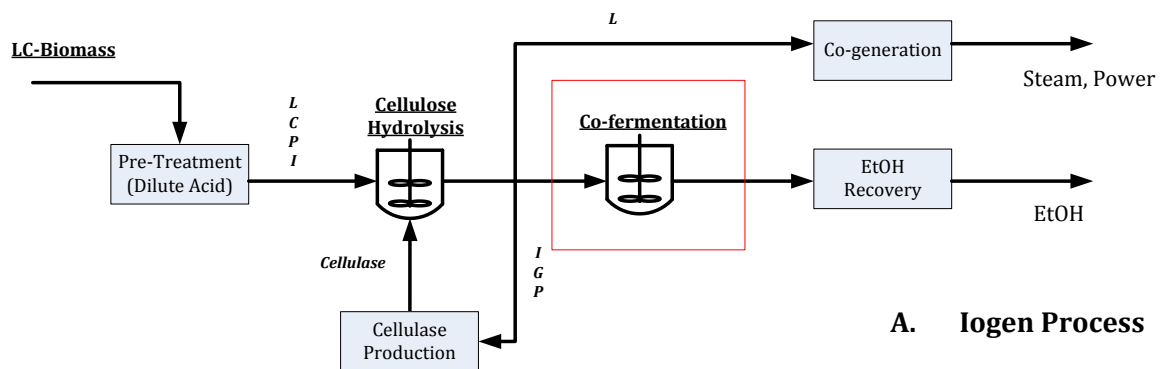 L
LC-Biomass
Co-generation
Steam, Power
L
C
P
I
Cellulose
Hydrolysis
Co-fermentation
Pre-Treatment
(Dilute Acid)
EtOH
Recovery
EtOH
Cellulase
I
G
P
Cellulase
Production
A. Iogen Process